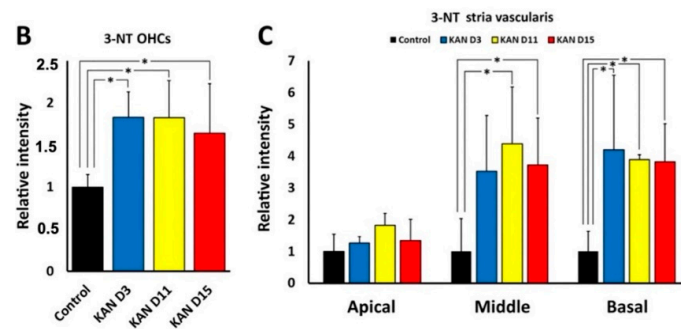 B
3-NT OHCs
Relative intensity
2.5
2
1.5
1
0.5
0
* * *
Control KAN D3 KAN D11 KAN D15
C
3-NT stria vascularis
Control KAN D3 KAN D11 KAN D15
Relative intensity
7
6
5
4
3
2
1
0
* *
* * *
Apical Middle Basal